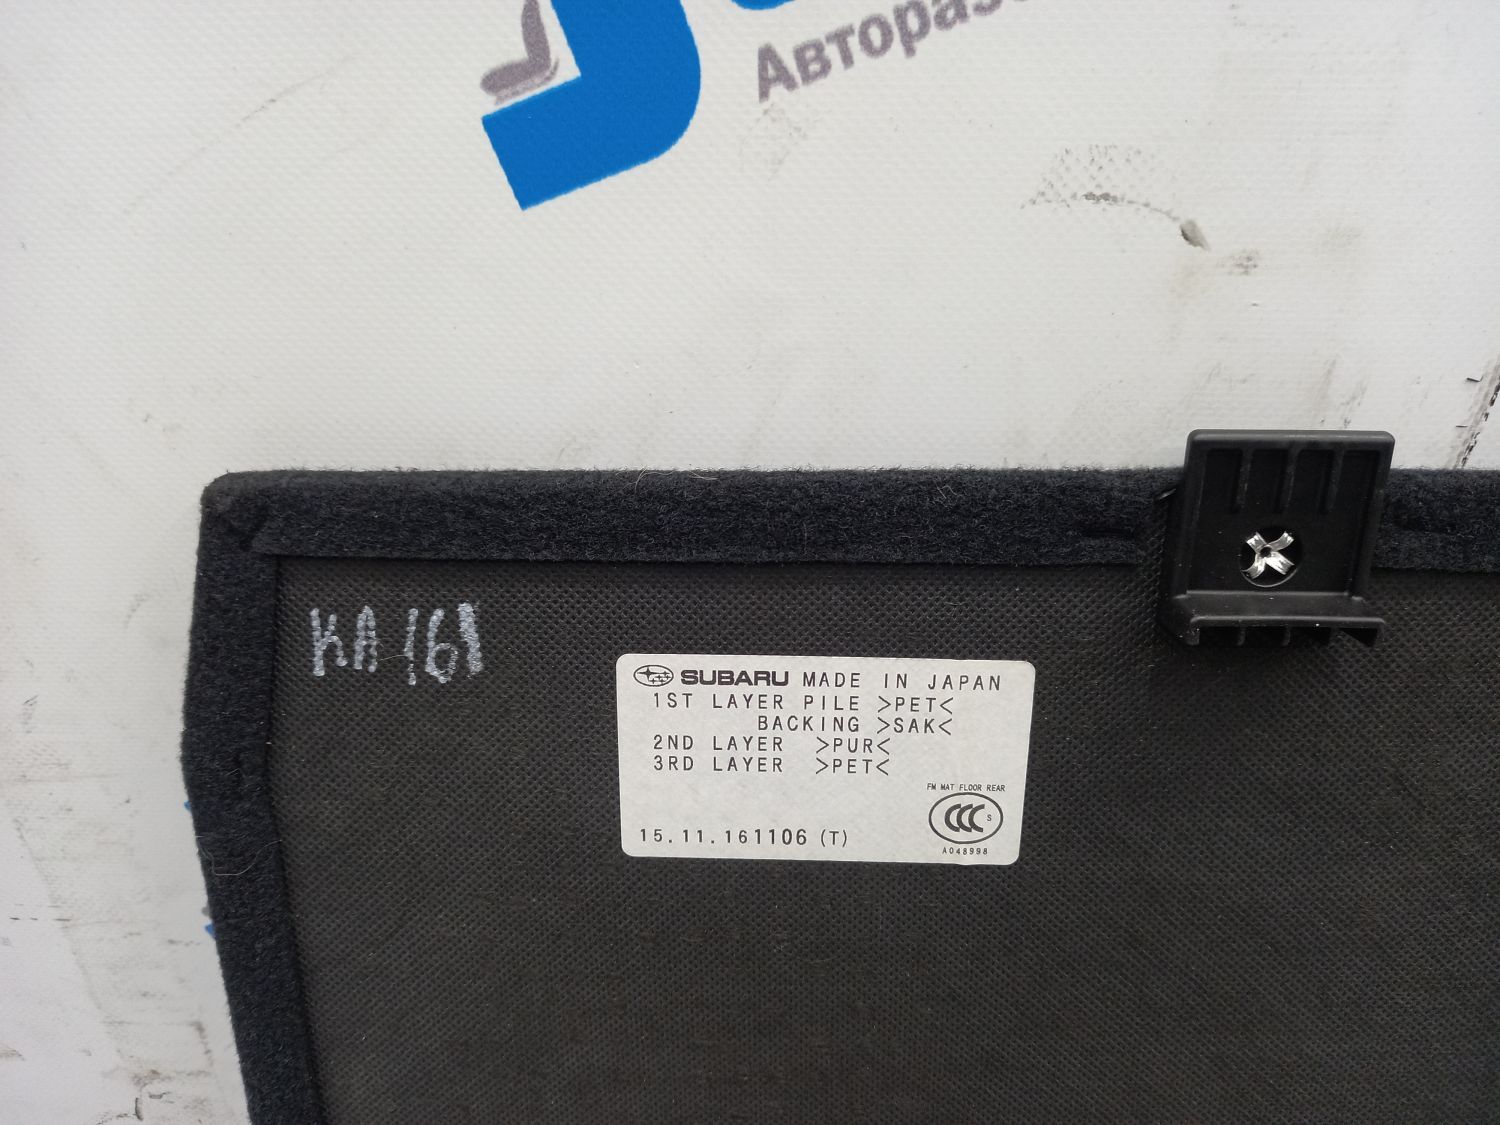 Автораз
KA 161
SUBARU MADE IN JAPAN
1ST LAYER PILE >PET<
BACKING >SAK<
2ND LAYER >PUR<
3RD LAYER >PET<
FM MAT FLOOR REAR
CCC S
15.11.161106 (T)
A048998